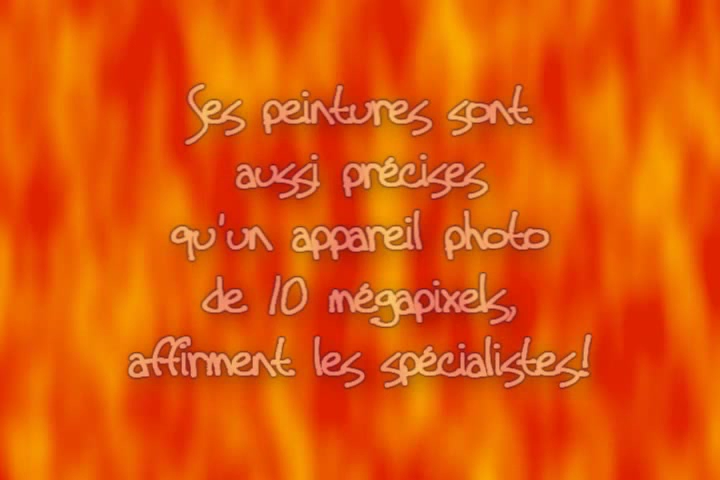 Ses peintures sont
aussi précises
qu'un appareil photo
de 10 mégapixels,
affirment les spécialistes!